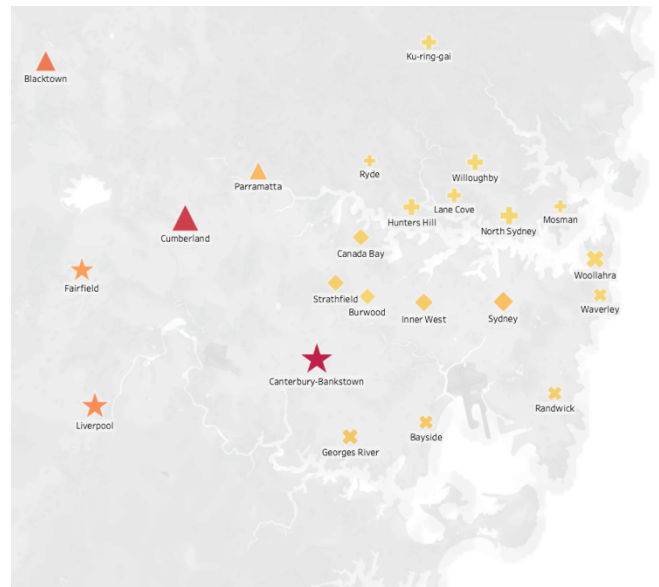 Ku-ring-gai
Blacktown
Ryde
Willoughby
Parramatta
Lane Cove
Hunters Hill
Mosman
North Sydney
Cumberland
Canada Bay
Woollahra
Fairfield
Strathfield
Burwood
Waverley
Inner West
Sydney
Canterbury-Bankstown
Randwick
Liverpool
Bayside
Georges River